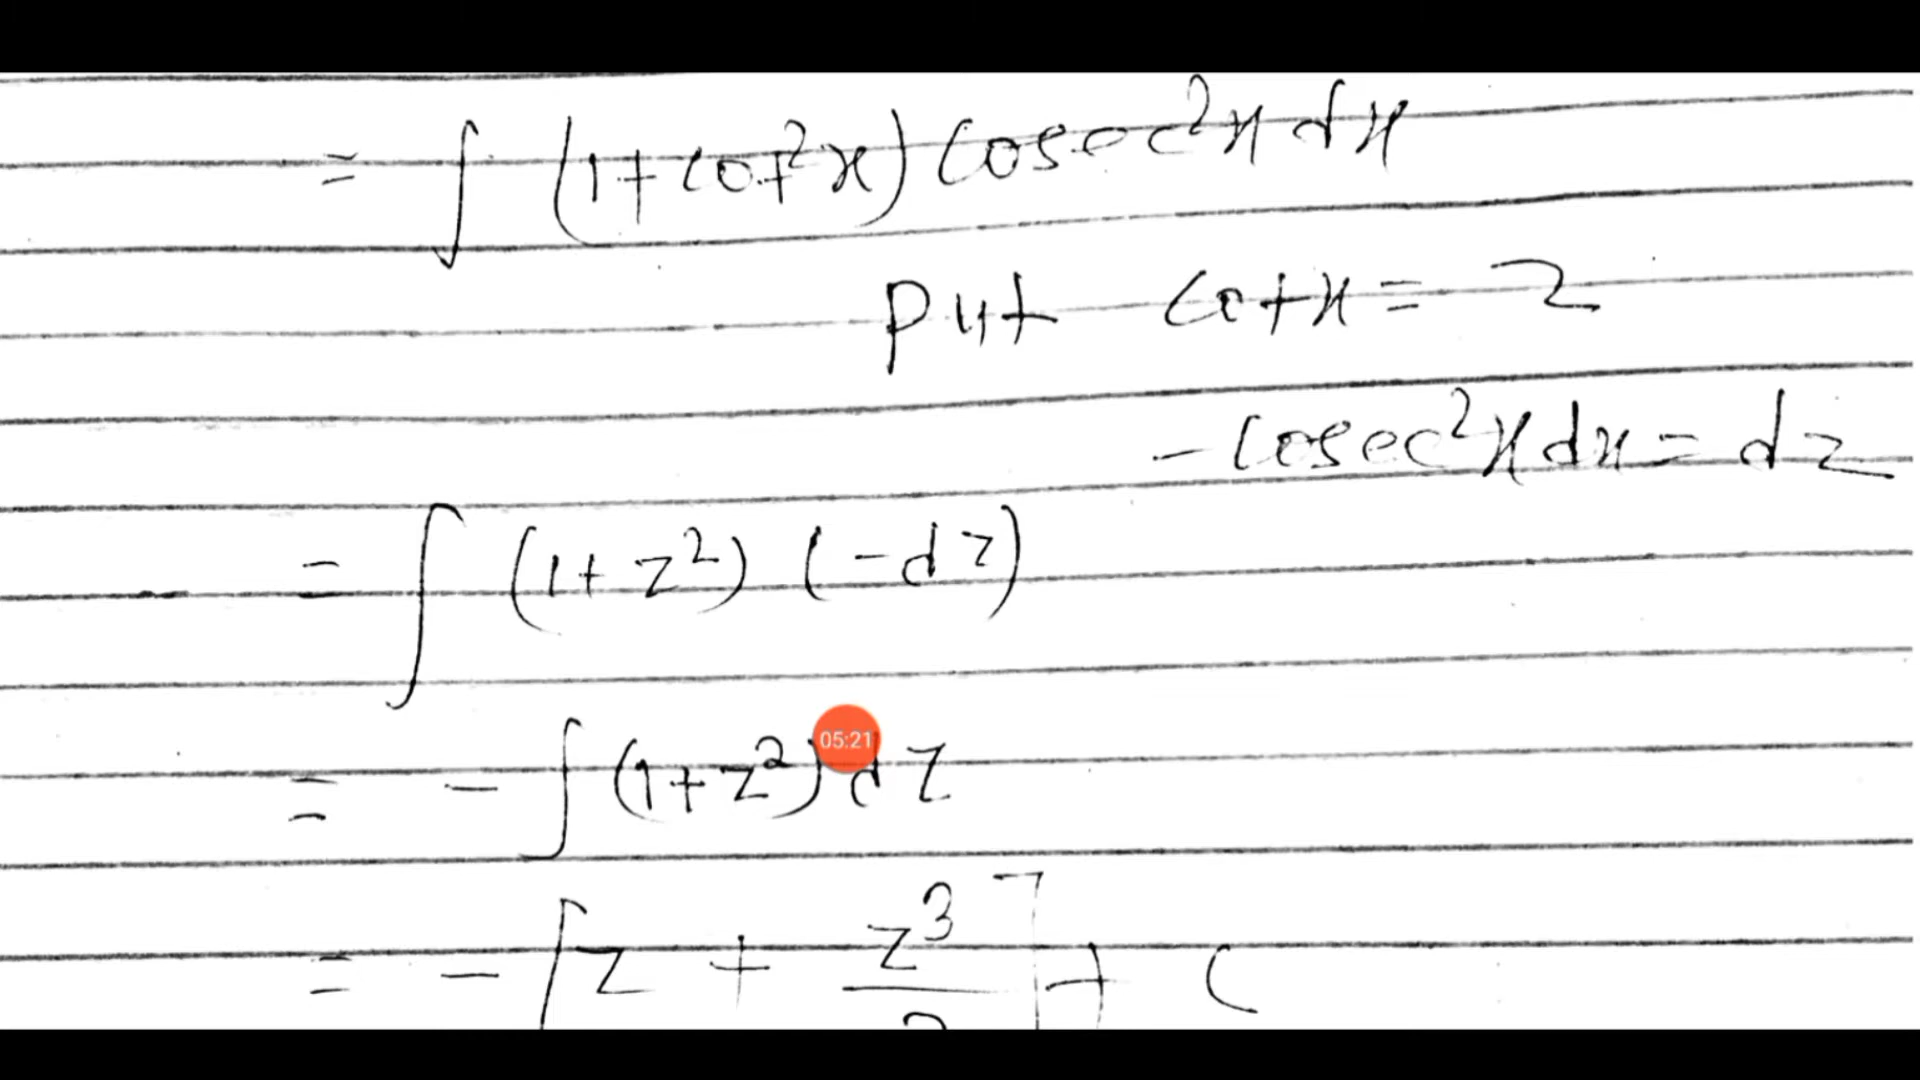 = ∫ (1+cot²x) cosec²x dx
put cotx = z
- cosec²x dx = dz
= ∫ (1+z²) (-dz)
= - ∫ (1+z²) dz
05:21
= - [z + z³/3] + c